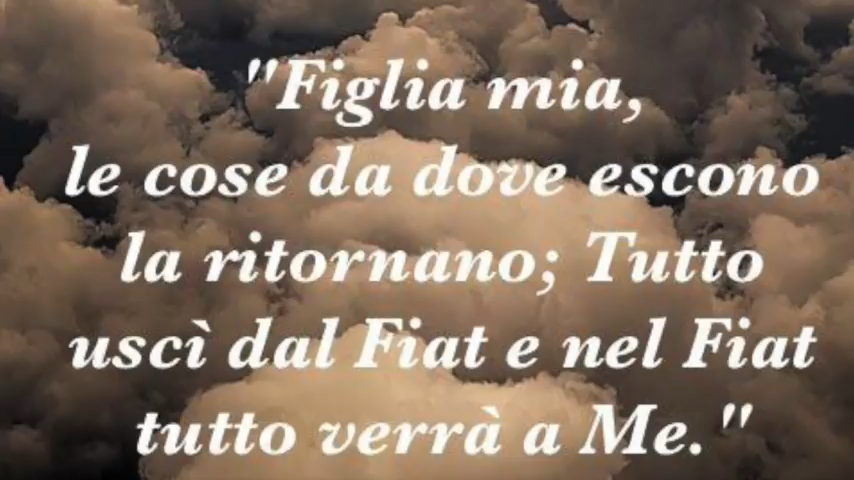 "Figlia mia,
le cose da dove escono
la ritornano; Tutto
uscì dal Fiat e nel Fiat
tutto verrà a Me."